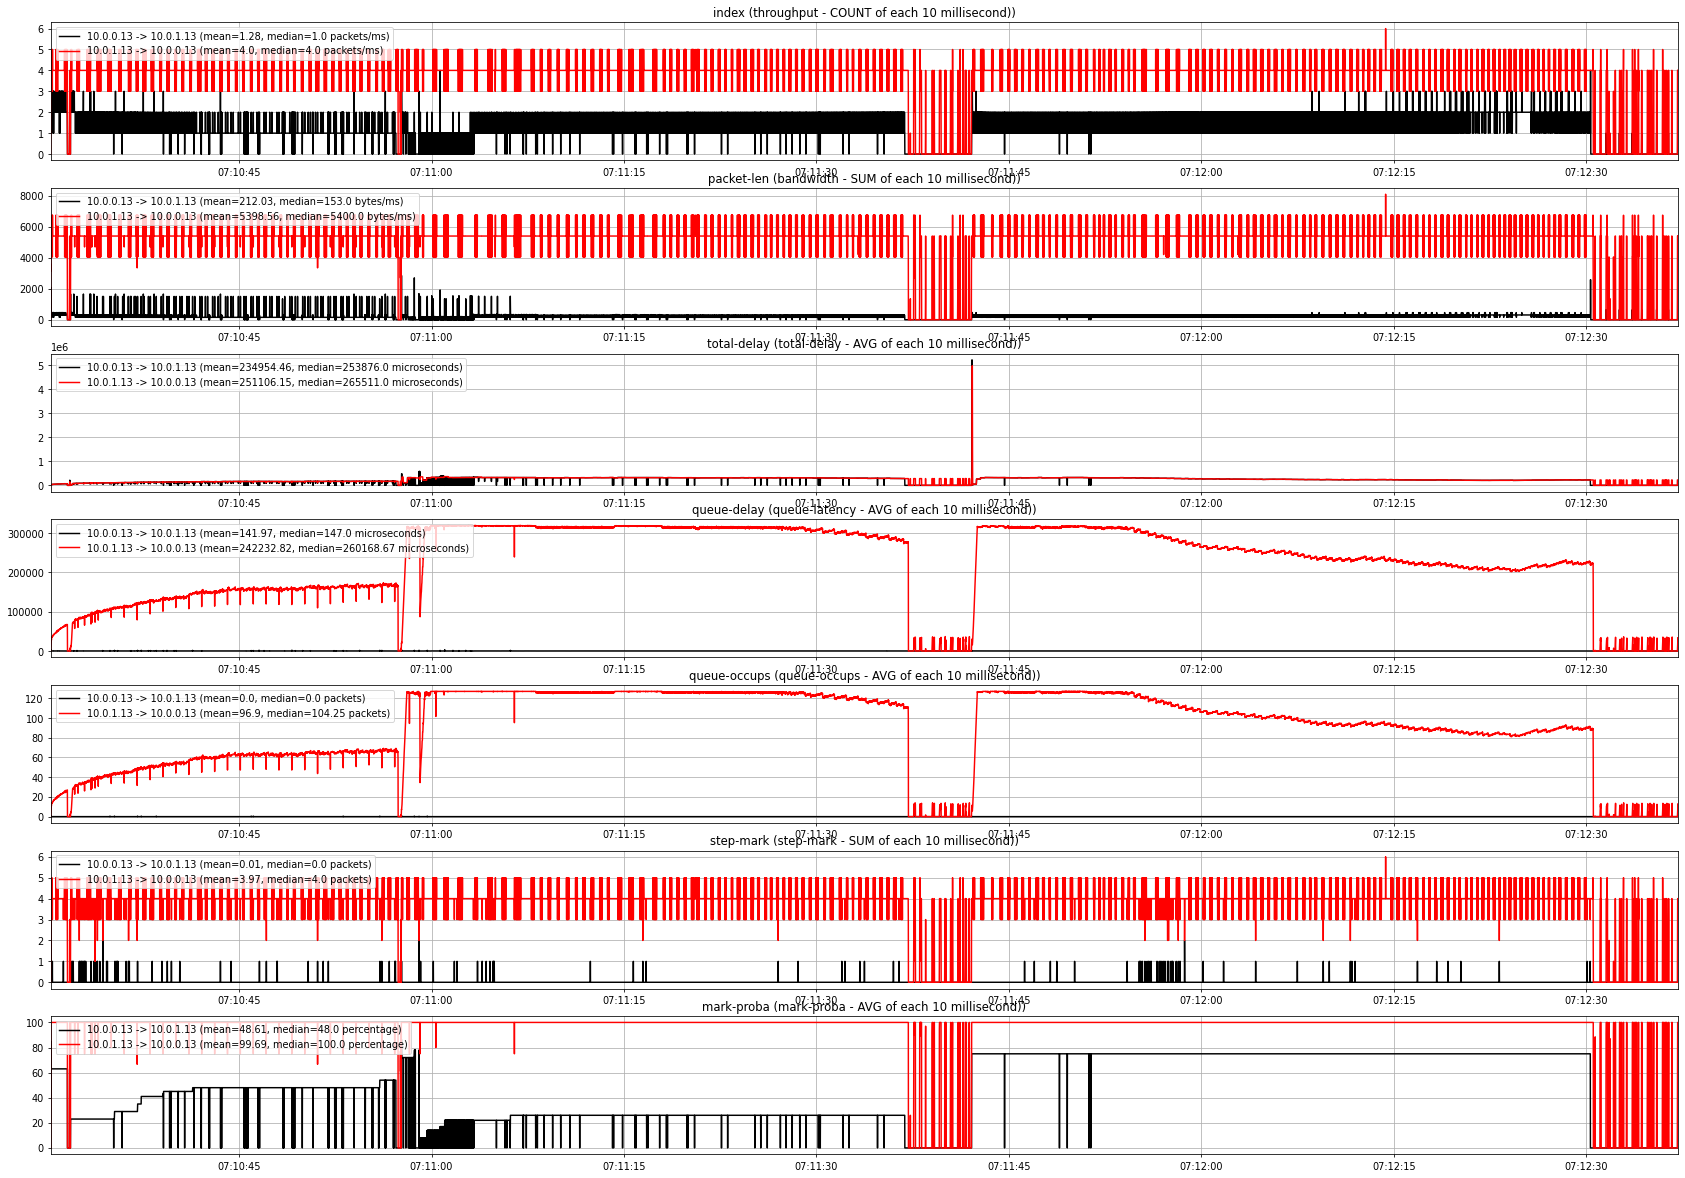 index (throughput - COUNT of each 10 millisecond))
10.0.0.13 -> 10.0.1.13 (mean=1.28, median=1.0 packets/ms)
10.0.1.13 -> 10.0.0.13 (mean=4.0, median=4.0 packets/ms)
6
5
4
3
2
1
0
07:10:45 07:11:00 07:11:15 07:11:30 07:11:45 07:12:00 07:12:15 07:12:30
packet-len (bandwidth - SUM of each 10 millisecond))
10.0.0.13 -> 10.0.1.13 (mean=212.03, median=153.0 bytes/ms)
10.0.1.13 -> 10.0.0.13 (mean=5398.56, median=5400.0 bytes/ms)
8000
6000
4000
2000
0
07:10:45 07:11:00 07:11:15 07:11:30 07:11:45 07:12:00 07:12:15 07:12:30
total-delay (total-delay - AVG of each 10 millisecond))
1e6
10.0.0.13 -> 10.0.1.13 (mean=234954.46, median=253876.0 microseconds)
10.0.1.13 -> 10.0.0.13 (mean=251106.15, median=265511.0 microseconds)
5
4
3
2
1
0
07:10:45 07:11:00 07:11:15 07:11:30 07:11:45 07:12:00 07:12:15 07:12:30
queue-delay (queue-latency - AVG of each 10 millisecond))
10.0.0.13 -> 10.0.1.13 (mean=141.97, median=147.0 microseconds)
10.0.1.13 -> 10.0.0.13 (mean=242232.82, median=260168.67 microseconds)
300000
200000
100000
0
07:10:45 07:11:00 07:11:15 07:11:30 07:11:45 07:12:00 07:12:15 07:12:30
queue-occups (queue-occups - AVG of each 10 millisecond))
10.0.0.13 -> 10.0.1.13 (mean=0.0, median=0.0 packets)
10.0.1.13 -> 10.0.0.13 (mean=96.9, median=104.25 packets)
120
100
80
60
40
20
0
07:10:45 07:11:00 07:11:15 07:11:30 07:11:45 07:12:00 07:12:15 07:12:30
step-mark (step-mark - SUM of each 10 millisecond))
10.0.0.13 -> 10.0.1.13 (mean=0.01, median=0.0 packets)
10.0.1.13 -> 10.0.0.13 (mean=3.97, median=4.0 packets)
6
5
4
3
2
1
0
07:10:45 07:11:00 07:11:15 07:11:30 07:11:45 07:12:00 07:12:15 07:12:30
mark-proba (mark-proba - AVG of each 10 millisecond))
10.0.0.13 -> 10.0.1.13 (mean=48.61, median=48.0 percentage)
10.0.1.13 -> 10.0.0.13 (mean=99.69, median=100.0 percentage)
100
80
60
40
20
0
07:10:45 07:11:00 07:11:15 07:11:30 07:11:45 07:12:00 07:12:15 07:12:30